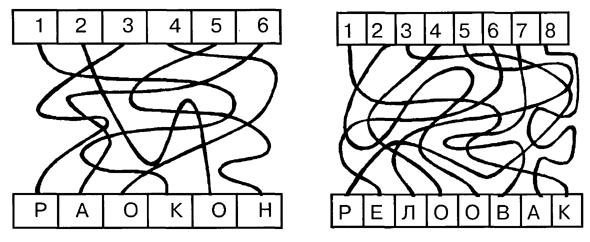 1 2 3 4 5 6
Р А О К О Н
1 2 3 4 5 6 7 8
Р Е Л О О В А К